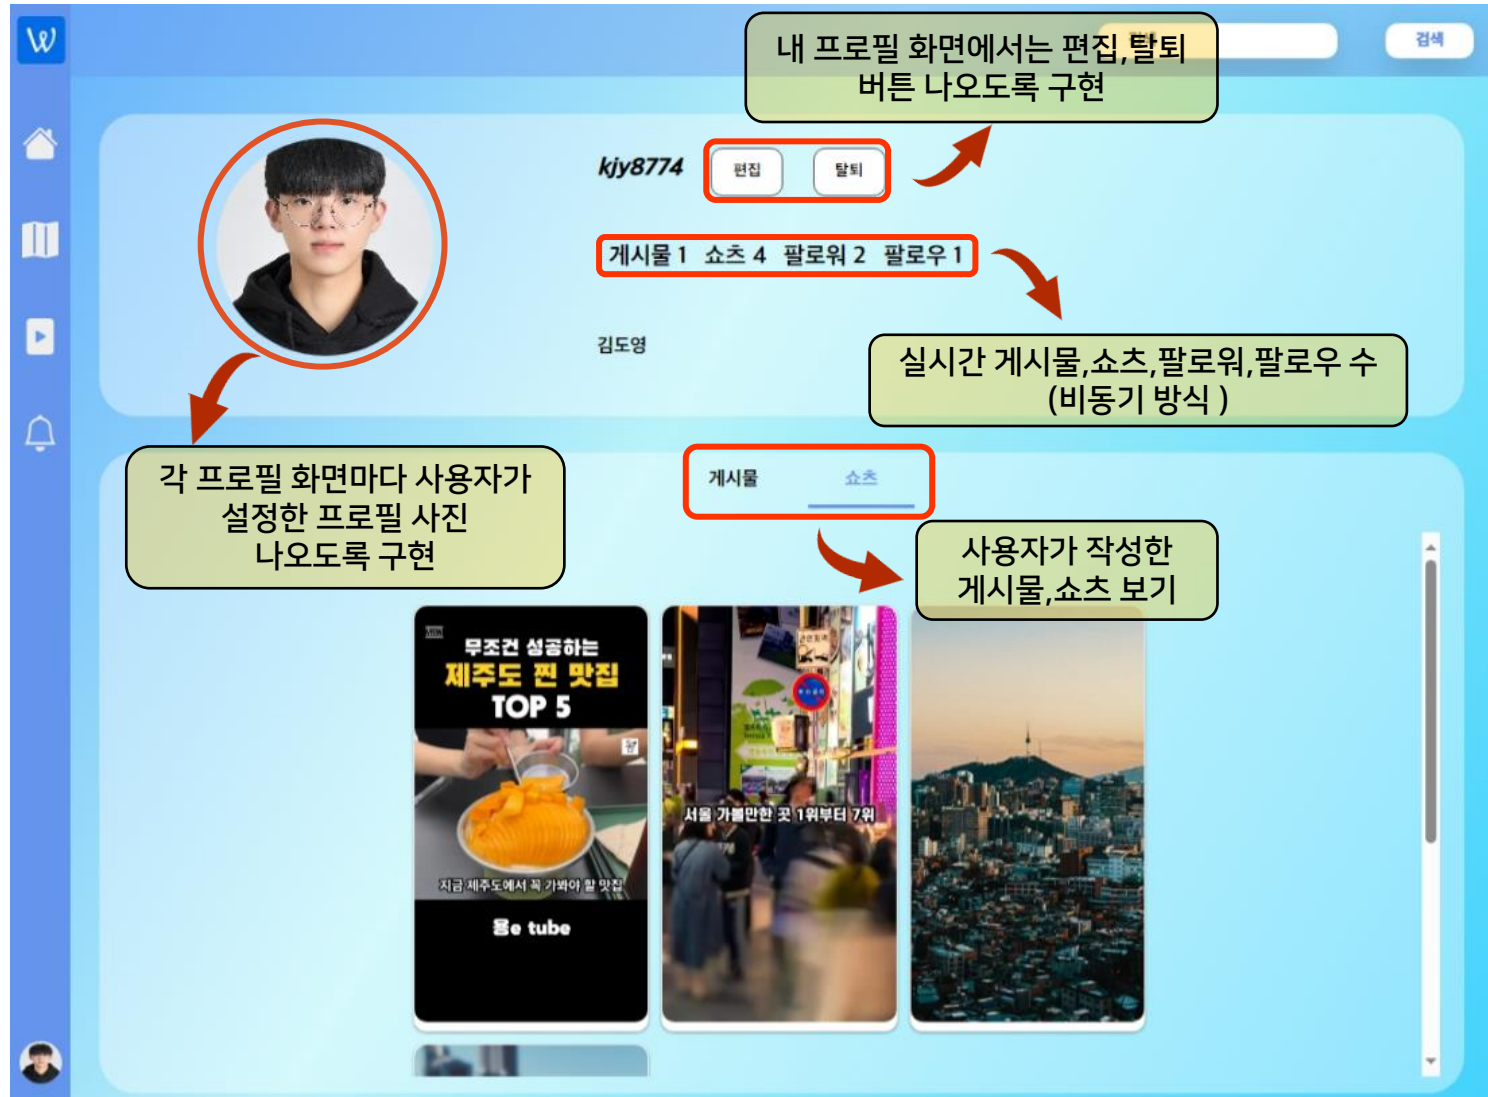 W
검색
내 프로필 화면에서는 편집,탈퇴
버튼 나오도록 구현
kjy8774
편집
탈퇴
게시물 1 쇼츠 4 팔로워 2 팔로우 1
김도영
실시간 게시물,쇼츠,팔로워,팔로우 수
(비동기 방식 )
각 프로필 화면마다 사용자가
설정한 프로필 사진
나오도록 구현
게시물
쇼츠
사용자가 작성한
게시물,쇼츠 보기
무조건 성공하는
제주도 찐 맛집
TOP 5
지금 제주도에서 꼭 가봐야 할 맛집
용e tube
서울 가볼만한 곳 1위부터 7위